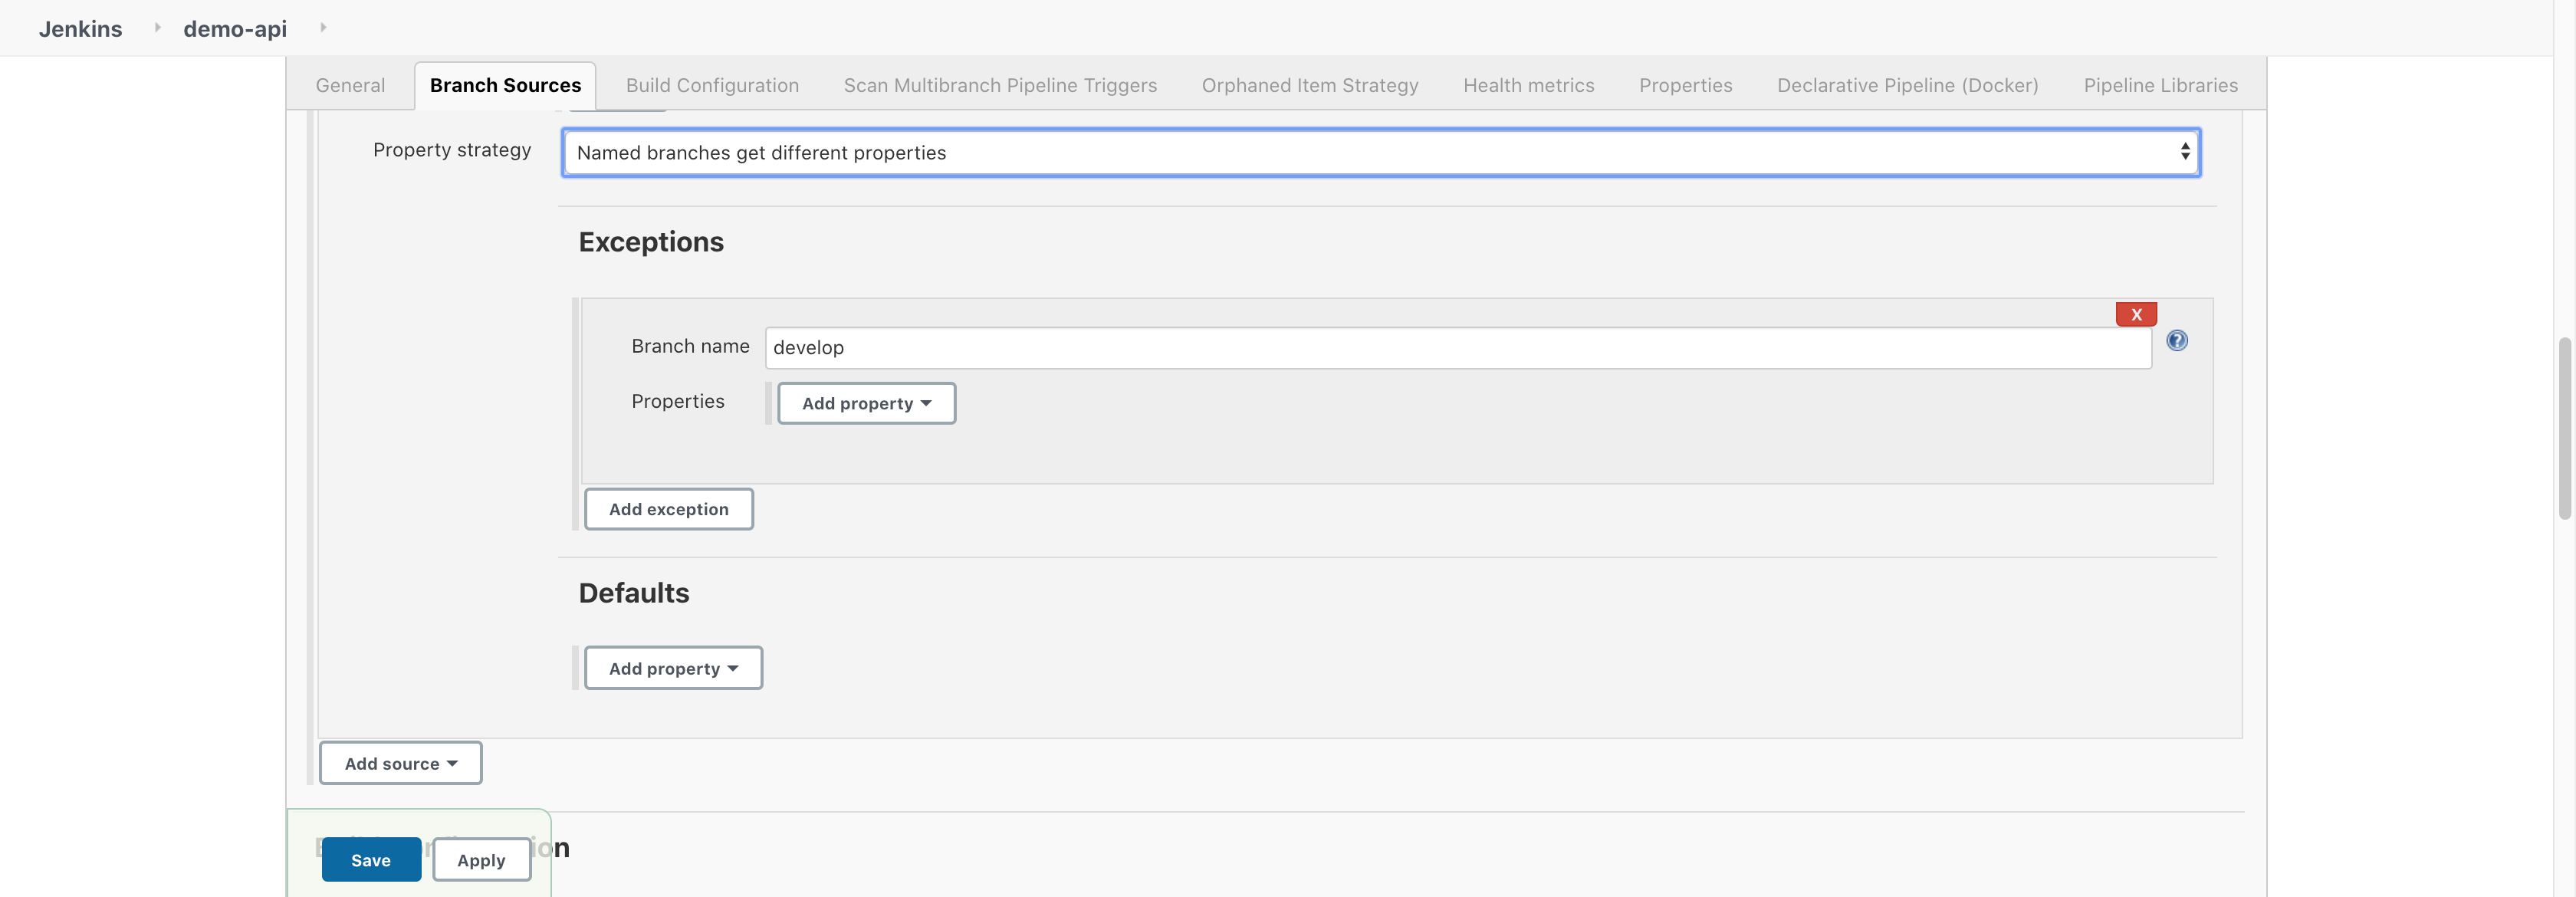 Jenkins demo-api
General Branch Sources Build Configuration Scan Multibranch Pipeline Triggers Orphaned Item Strategy Health metrics Properties Declarative Pipeline (Docker) Pipeline Libraries
Property strategy Named branches get different properties
Exceptions
X
Branch name develop ?
Properties Add property
Add exception
Defaults
Add property
Add source
Save Apply